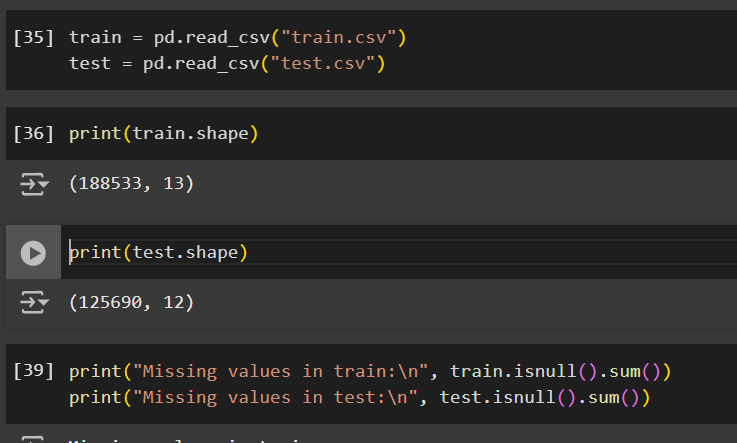 [35] train = pd.read_csv("train.csv")
test = pd.read_csv("test.csv")
[36] print(train.shape)
(188533, 13)
print(test.shape)
(125690, 12)
[39] print("Missing values in train:\n", train.isnull().sum())
print("Missing values in test:\n", test.isnull().sum())